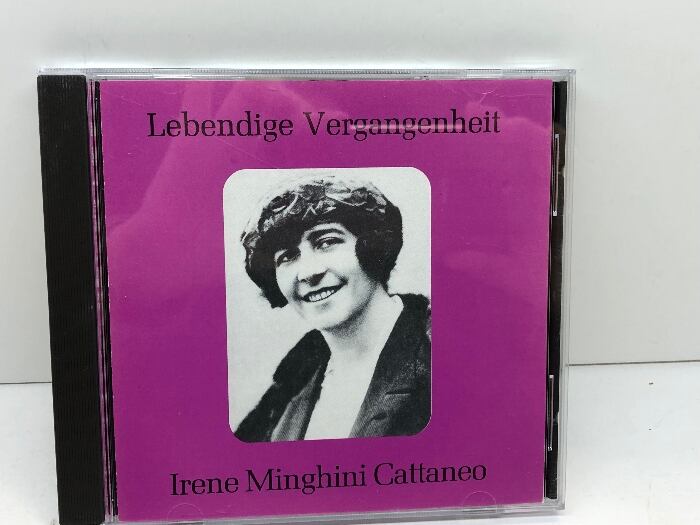 Lebendige Vergangenheit
Irene Minghini Cattaneo